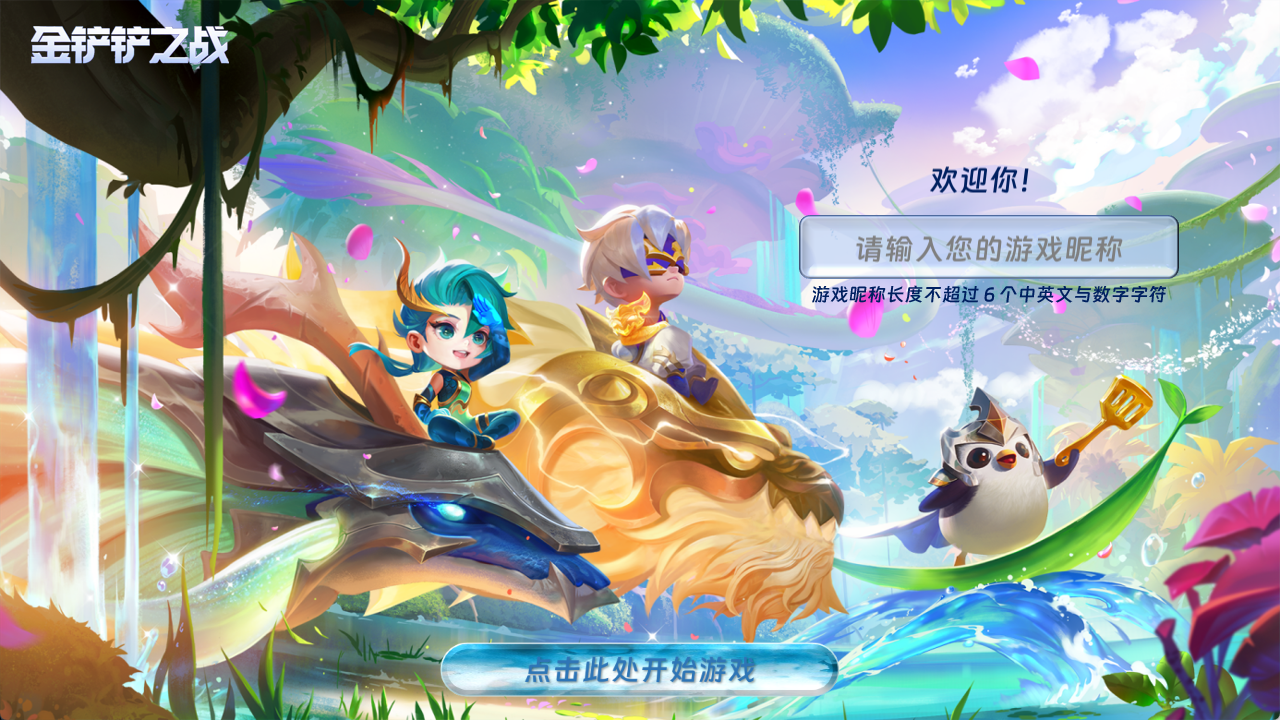 金铲铲之战
欢迎你!
请输入您的游戏昵称
游戏昵称长度不超过6个中英文与数字字符
点击此处开始游戏